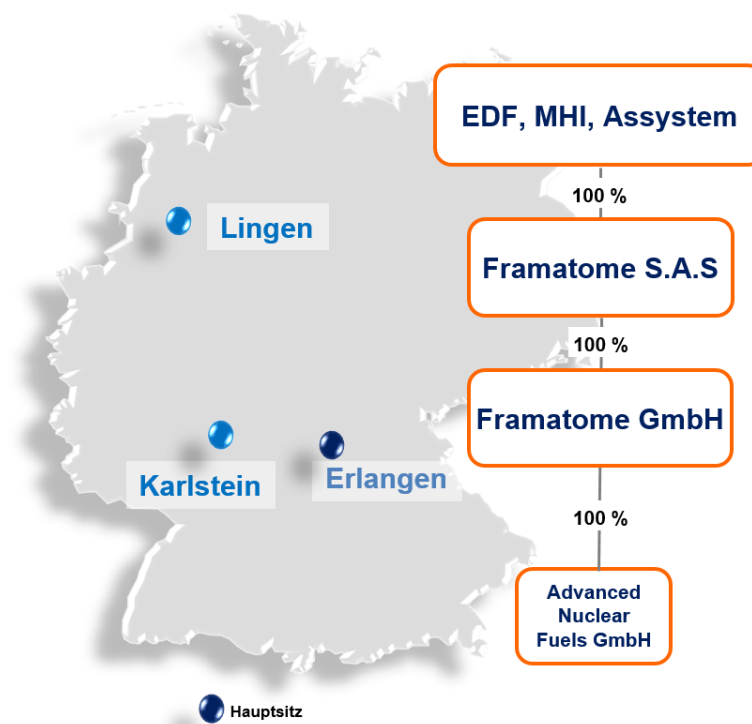 EDF, MHI, Assystem
100 %
Lingen
Framatome S.A.S
100 %
Framatome GmbH
Karlstein
Erlangen
100 %
Advanced
Nuclear
Fuels GmbH
Hauptsitz